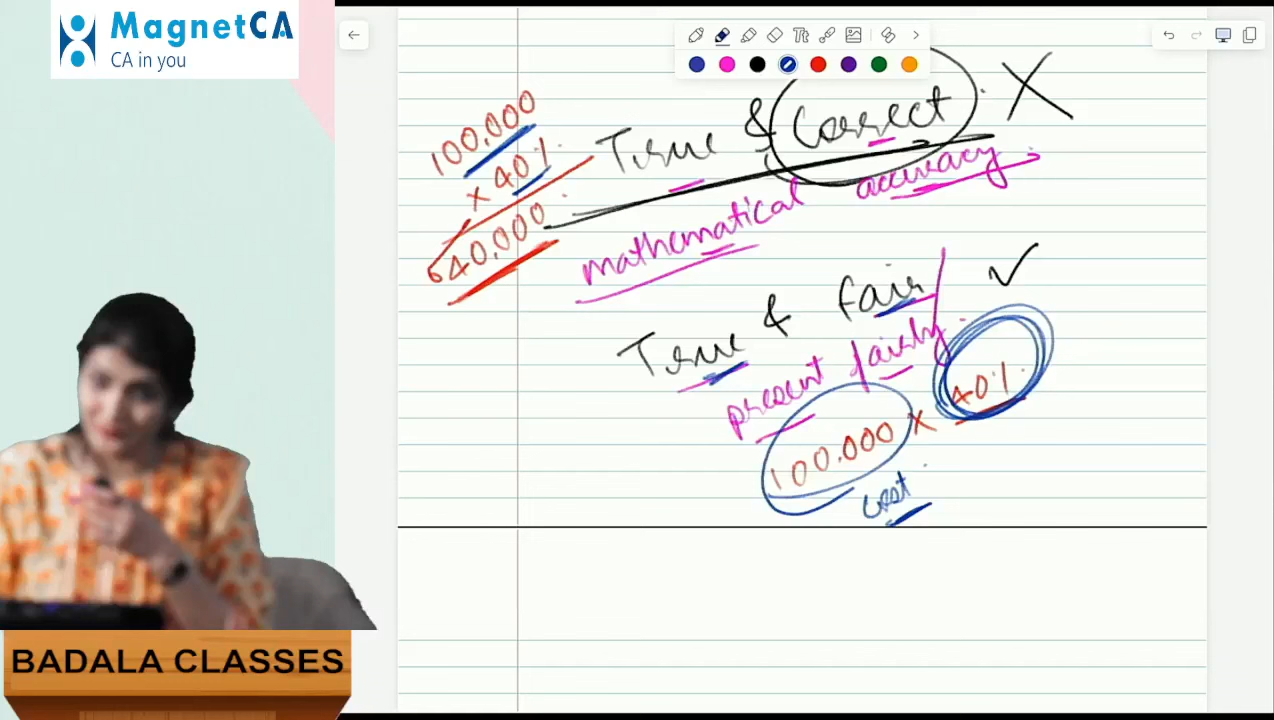 MagnetCA
CA in you
100,000
x 40%
640,000
True & Correct X
mathematical accuracy
True & fair ✓
present fairly
100.000 x 40%
cost
BADALA CLASSES